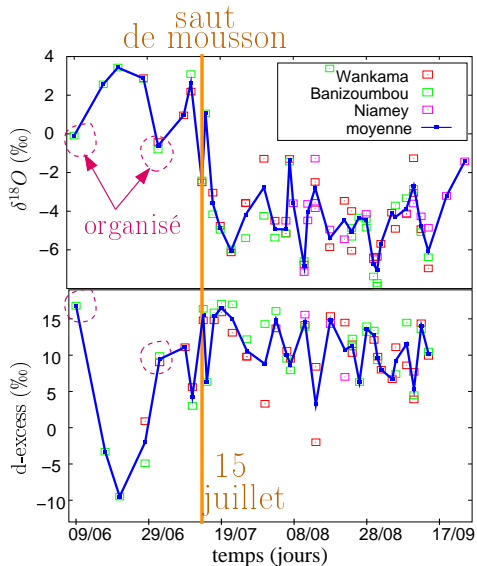 saut
de mousson
Wankama
Banizoumbou
Niamey
moyenne
δ¹⁸O (‰)
4
2
0
−2
−4
−6
organisé
d-excess (‰)
15
10
5
0
−5
−10
15
juillet
09/06 29/06 19/07 08/08 28/08 17/09
temps (jours)